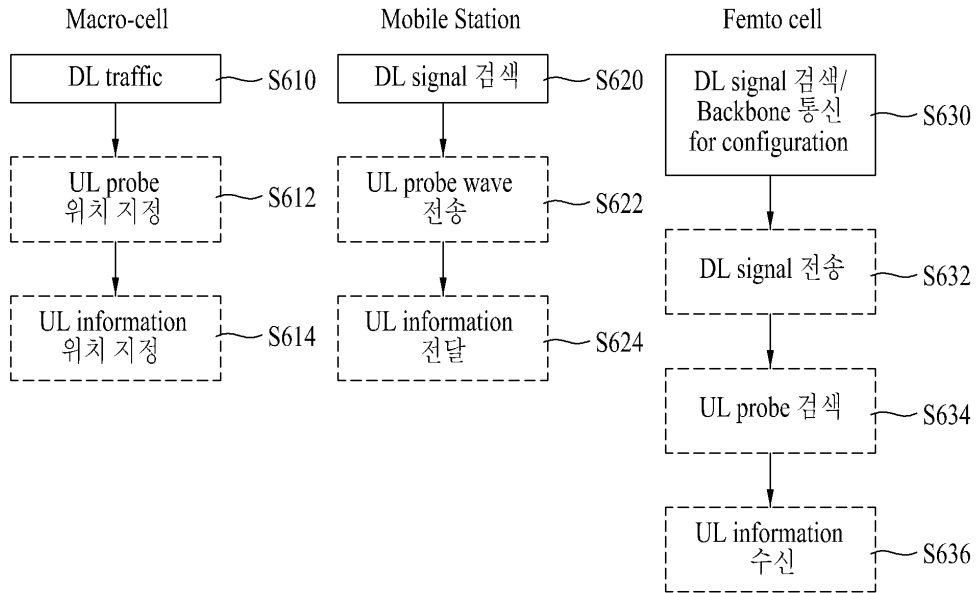 Macro-cell
DL traffic
S610
UL probe
위치 지정
S612
UL information
위치 지정
S614
Mobile Station
DL signal 검색
S620
UL probe wave
전송
S622
UL information
전달
S624
Femto cell
DL signal 검색/
Backbone 통신
for configuration
S630
DL signal 전송
S632
UL probe 검색
S634
UL information
수신
S636